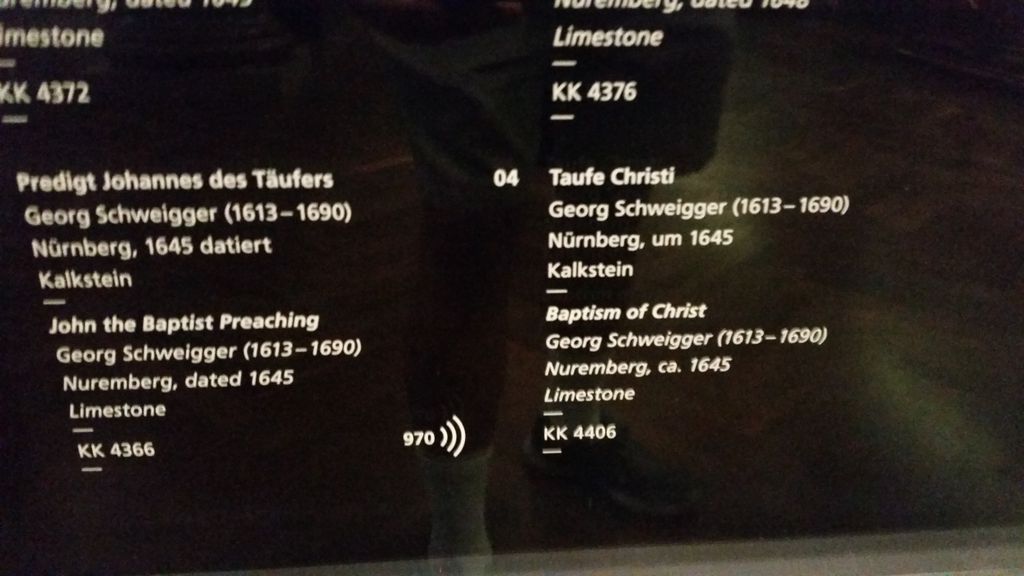 Limestone
KK 4372
Predigt Johannes des Täufers
Georg Schweigger (1613–1690)
Nürnberg, 1645 datiert
Kalkstein
John the Baptist Preaching
Georg Schweigger (1613–1690)
Nuremberg, dated 1645
Limestone
KK 4366
Nuremberg, dated
Limestone
KK 4376
04 Taufe Christi
Georg Schweigger (1613–1690)
Nürnberg, um 1645
Kalkstein
Baptism of Christ
Georg Schweigger (1613–1690)
Nuremberg, ca. 1645
Limestone
970 KK 4406